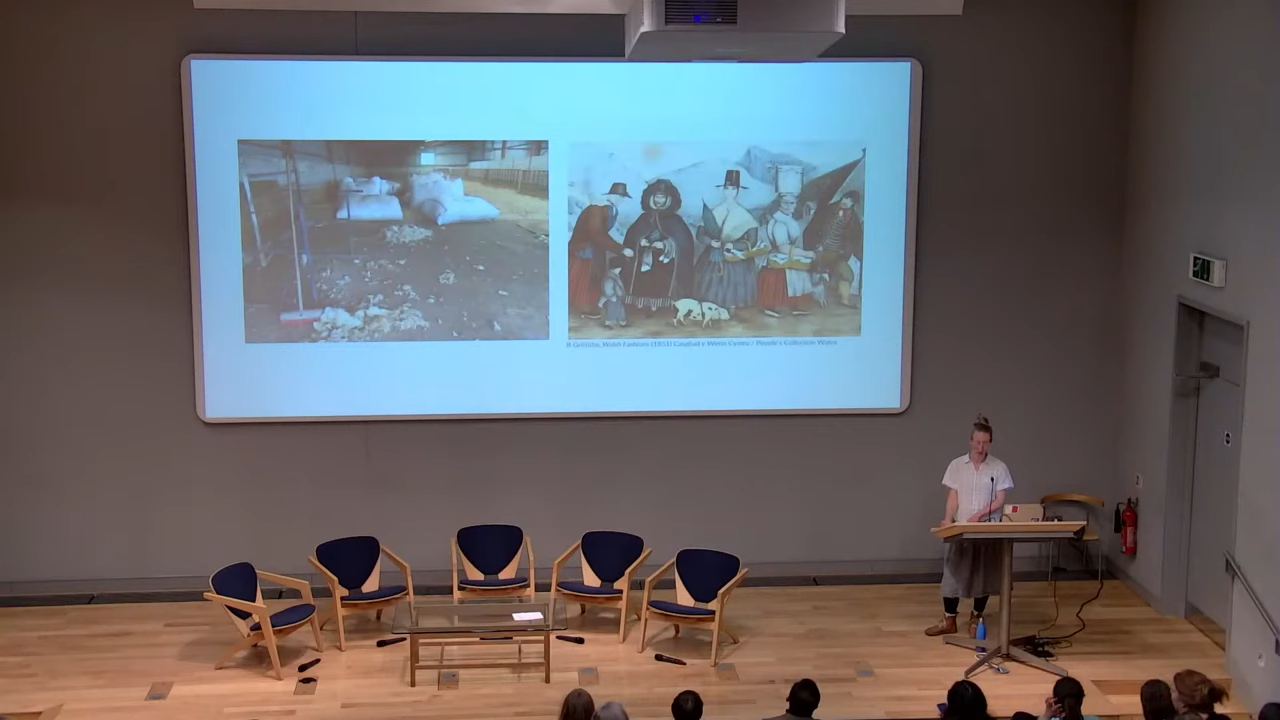 R Griffiths, Welsh Fashions (1851) Casgliad y Werin Cymru / People's Collection Wales